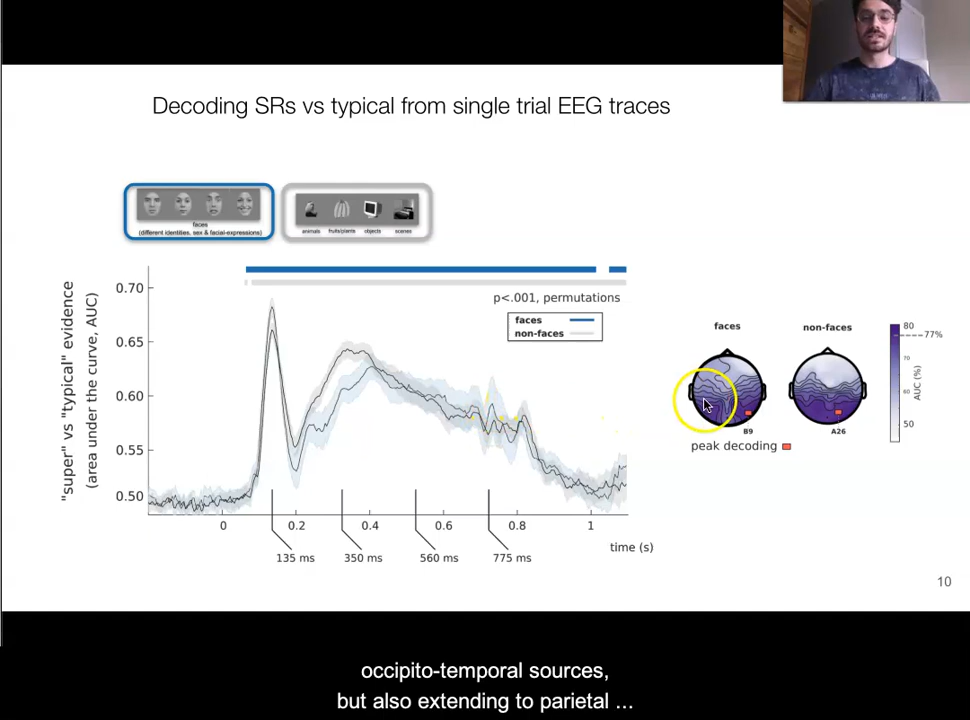 Decoding SRs vs typical from single trial EEG traces
faces
(different identities, sex & facial-expressions)
animals fruits/plants objects scenes
"super" vs "typical" evidence
(area under the curve, AUC)
0.70
0.65
0.60
0.55
0.50
p<.001, permutations
faces
non-faces
0 0.2 0.4 0.6 0.8 1
135 ms 350 ms 560 ms 775 ms
time (s)
faces non-faces
B9 A26
peak decoding
80
77%
70
60
50
AUC (%)
10
occipito-temporal sources,
but also extending to parietal ...